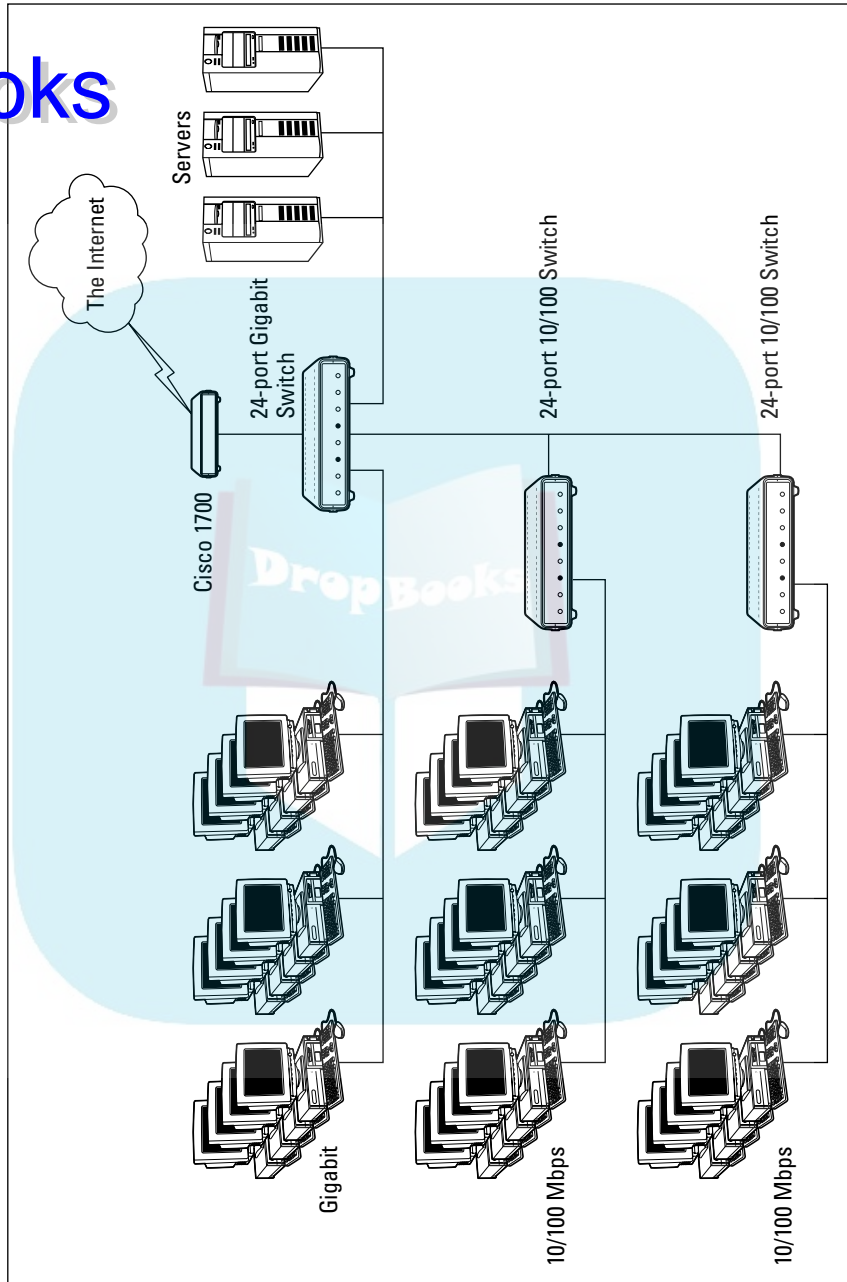 oks
The Internet
Servers
Cisco 1700
24-port Gigabit
Switch
24-port 10/100 Switch
24-port 10/100 Switch
DropBooks
Gigabit
10/100 Mbps
10/100 Mbps